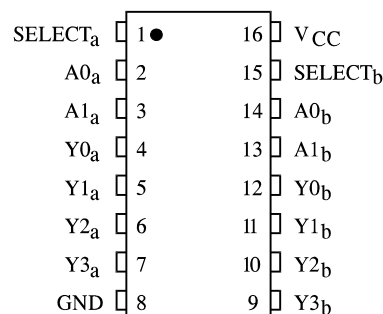 SELECTa 1 16 VCC
A0a 2 15 SELECTb
A1a 3 14 A0b
Y0a 4 13 A1b
Y1a 5 12 Y0b
Y2a 6 11 Y1b
Y3a 7 10 Y2b
GND 8 9 Y3b